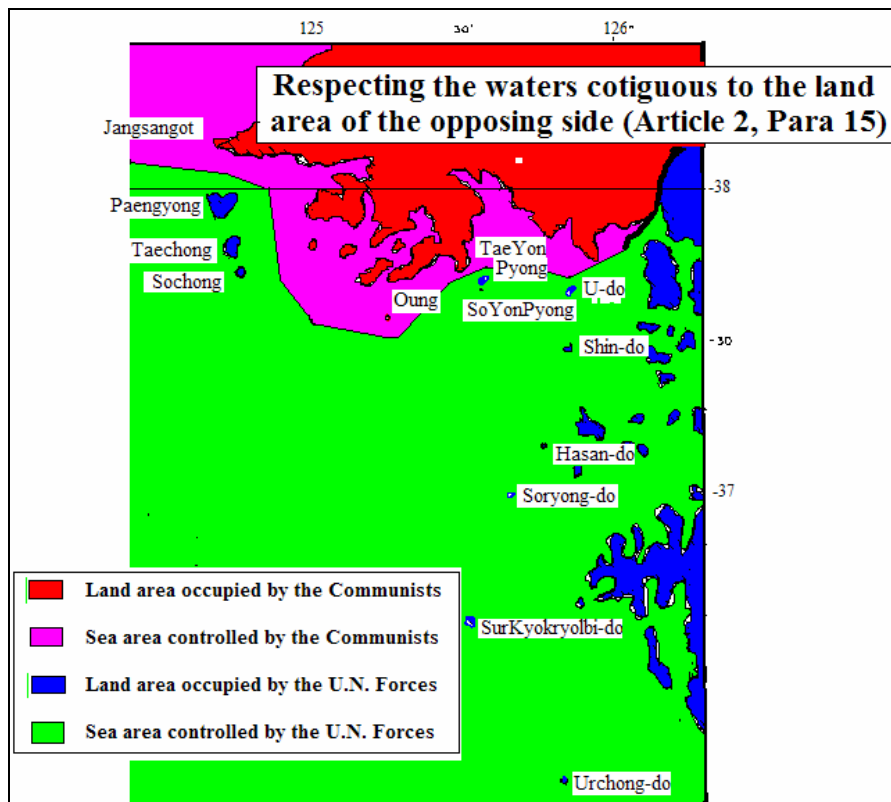 125
30'
126°
Respecting the waters cotiguous to the land
area of the opposing side (Article 2, Para 15)
Jangsangot
-38
Paengyong
Taechong
Sochong
TaeYon
Pyong
Oung
SoYonPyong
U-do
-30
Shin-do
Hasan-do
Soryong-do
-37
Land area occupied by the Communists
Sea area controlled by the Communists
Land area occupied by the U.N. Forces
Sea area controlled by the U.N. Forces
SurKyokryolbi-do
Urchong-do